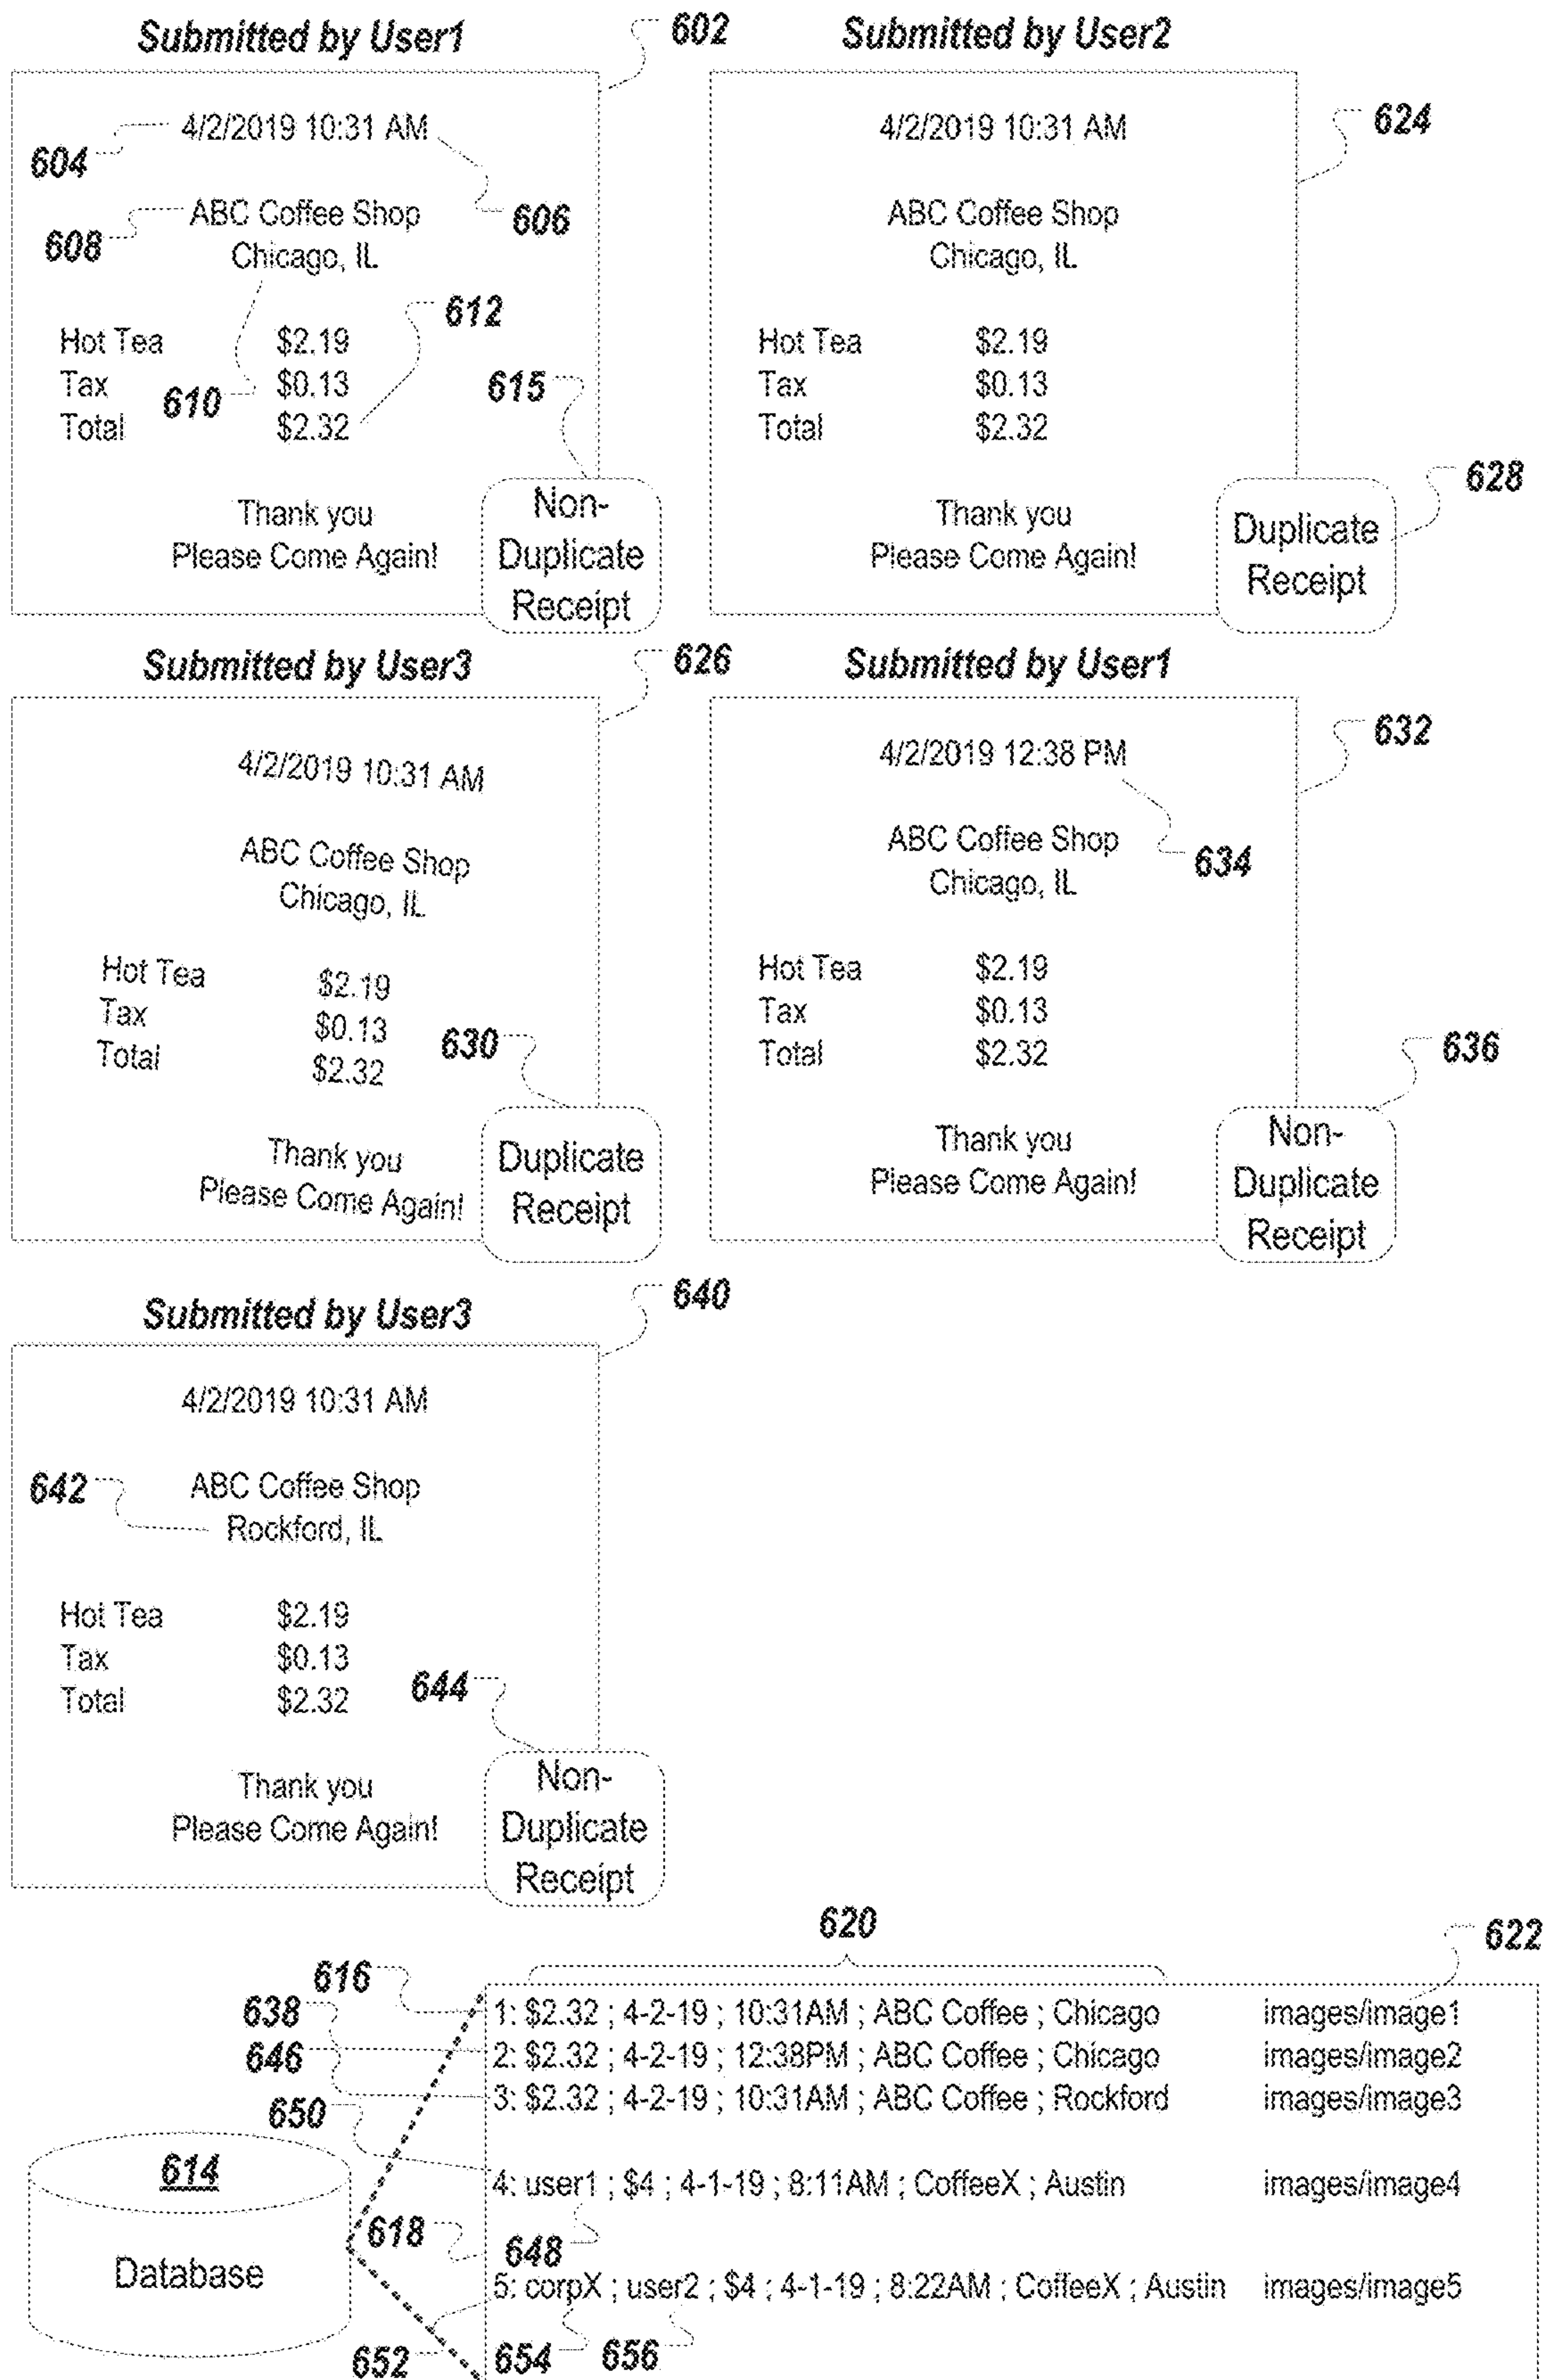 Submitted by User1
602
4/2/2019 10:31 AM
604
606
ABC Coffee Shop
608
Chicago, IL
612
Hot Tea $2.19
Tax $0.13
610
615
Total $2.32
Thank you
Please Come Again!
Non-
Duplicate
Receipt
Submitted by User2
624
4/2/2019 10:31 AM
ABC Coffee Shop
Chicago, IL
Hot Tea $2.19
Tax $0.13
Total $2.32
628
Thank you
Please Come Again!
Duplicate
Receipt
Submitted by User3
626
4/2/2019 10:31 AM
ABC Coffee Shop
Chicago, IL
Hot Tea $2.19
Tax $0.13
Total $2.32
630
Thank you
Please Come Again!
Duplicate
Receipt
Submitted by User1
632
4/2/2019 12:38 PM
ABC Coffee Shop
634
Chicago, IL
Hot Tea $2.19
Tax $0.13
Total $2.32
636
Thank you
Please Come Again!
Non-
Duplicate
Receipt
Submitted by User3
640
4/2/2019 10:31 AM
642
ABC Coffee Shop
Rockford, IL
Hot Tea $2.19
Tax $0.13
Total $2.32
644
Thank you
Please Come Again!
Non-
Duplicate
Receipt
620
622
616
638
646
650
1: $2.32 ; 4-2-19 ; 10:31AM ; ABC Coffee ; Chicago images/image1
2: $2.32 ; 4-2-19 ; 12:38PM ; ABC Coffee ; Chicago images/image2
3: $2.32 ; 4-2-19 ; 10:31AM ; ABC Coffee ; Rockford images/image3
614
4: user1 ; $4 ; 4-1-19 ; 8:11AM ; CoffeeX ; Austin images/image4
618
648
Database
5: corpX ; user2 ; $4 ; 4-1-19 ; 8:22AM ; CoffeeX ; Austin images/image5
652
654
656